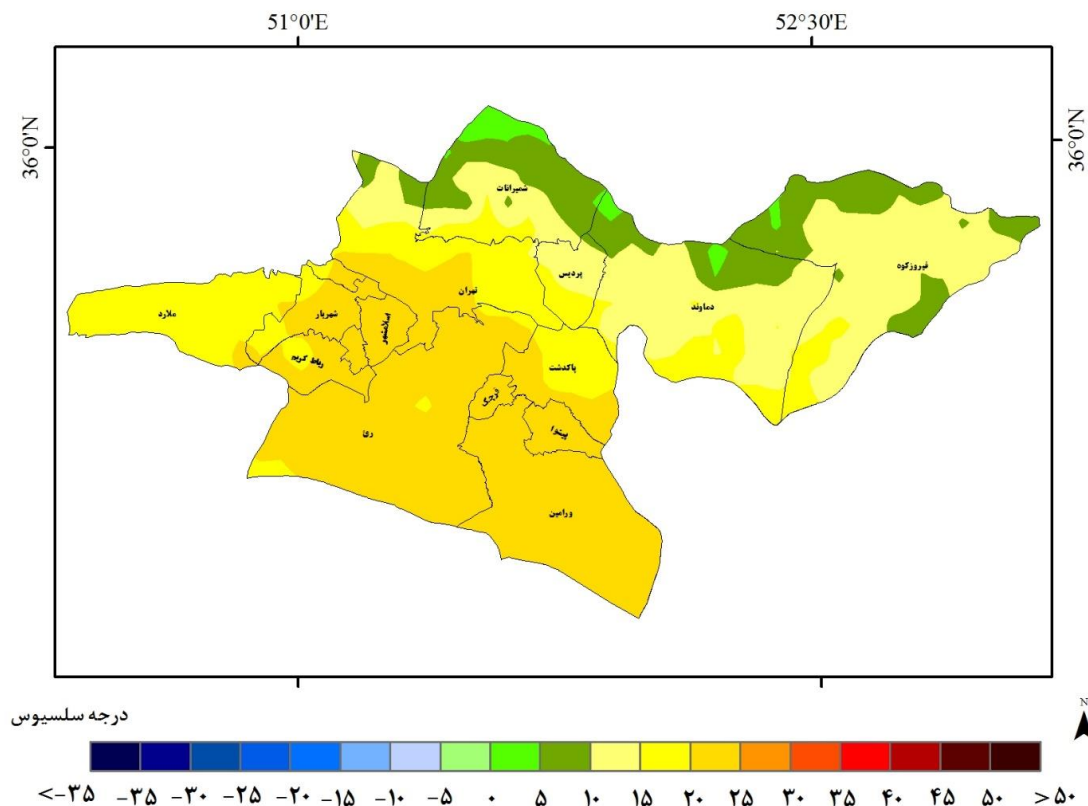 51°0'E 52°30'E
36°0'N 36°0'N
شمیرانات
فیروزکوه
پردیس
تهران
دماوند
ملارد
شهریار
اسلامشهر
رباط کریم
پاکدشت
قرچک
ری
پیشوا
ورامین
درجه سلسیوس
N
<-۳۵ -۳۵ -۳۰ -۲۵ -۲۰ -۱۵ -۱۰ -۵ ۰ ۵ ۱۰ ۱۵ ۲۰ ۲۵ ۳۰ ۳۵ ۴۰ ۴۵ ۵۰ >۵۰